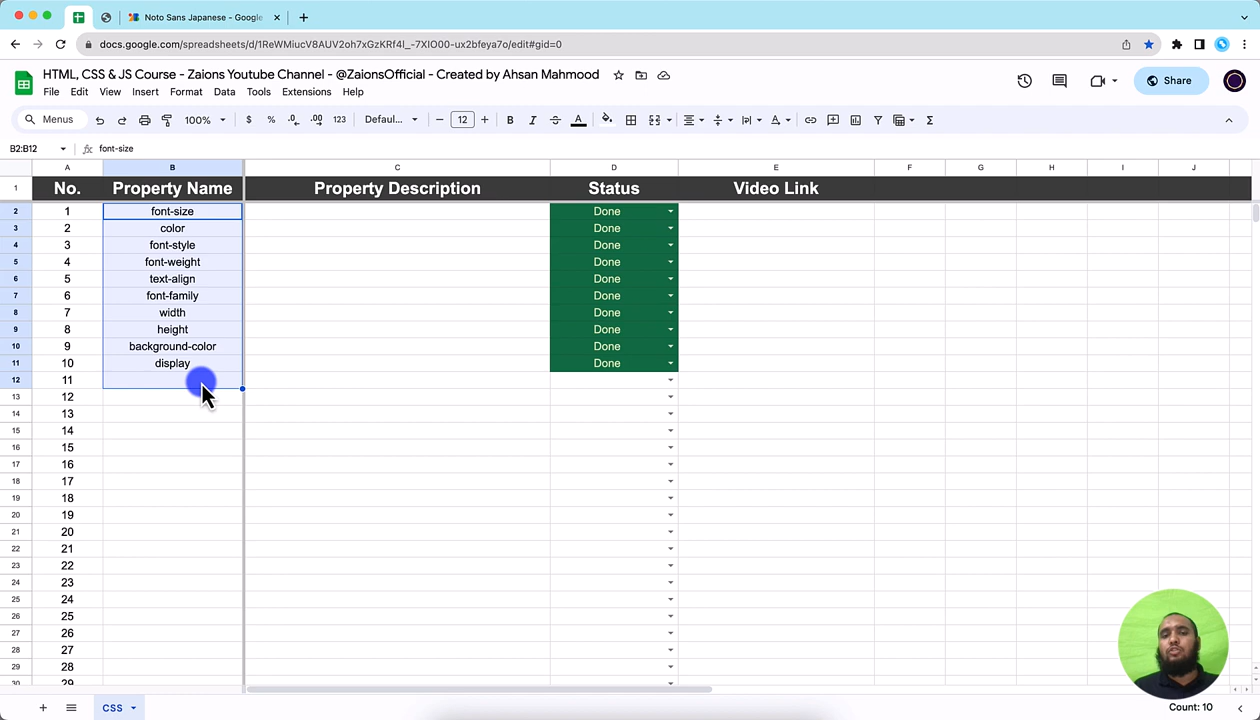 Noto Sans Japanese - Google
docs.google.com/spreadsheets/d/1ReWMiucV8AUV2oh7xGzKRf4I_-7XIO00-ux2bfeya7o/edit#gid=0
HTML, CSS & JS Course - Zaions Youtube Channel - @ZaionsOfficial - Created by Ahsan Mahmood
File Edit View Insert Format Data Tools Extensions Help
Share
Menus 100% $ % .0 .00 123 Defaul... 12 B I A
B2:B12 fx font-size
A B C D E F G H I J
1 No. Property Name Property Description Status Video Link
2 1 font-size Done
3 2 color Done
4 3 font-style Done
5 4 font-weight Done
6 5 text-align Done
7 6 font-family Done
8 7 width Done
9 8 height Done
10 9 background-color Done
11 10 display Done
12 11
13 12
14 13
15 14
16 15
17 16
18 17
19 18
20 19
21 20
22 21
23 22
24 23
25 24
26 25
27 26
28 27
29 28
30 29
CSS
Count: 10